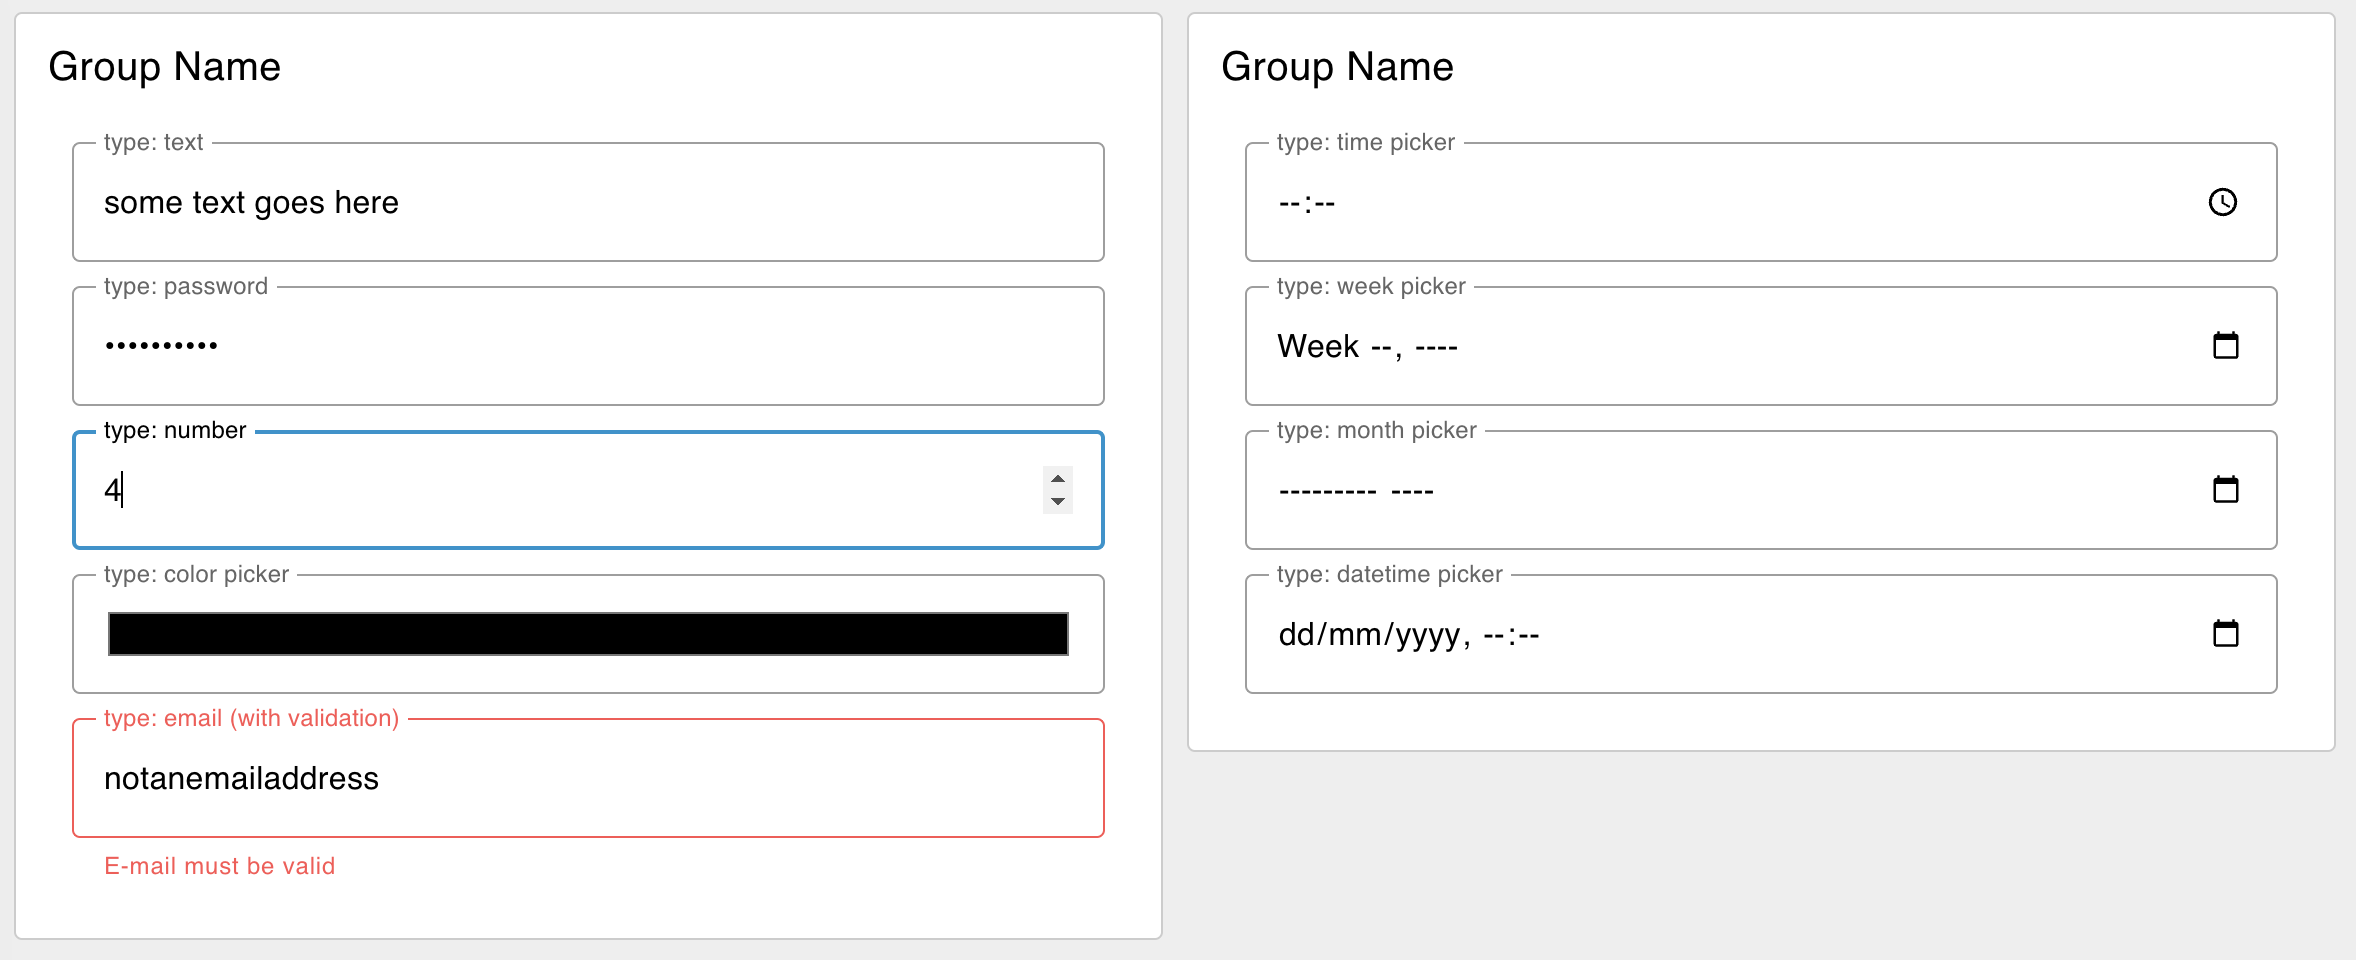 Group Name
type: text
some text goes here
type: password
••••••••••
type: number
4
type: color picker
type: email (with validation)
notanemailaddress
E-mail must be valid
Group Name
type: time picker
--:--
type: week picker
Week --, ----
type: month picker
--------- ----
type: datetime picker
dd/mm/yyyy, --:--